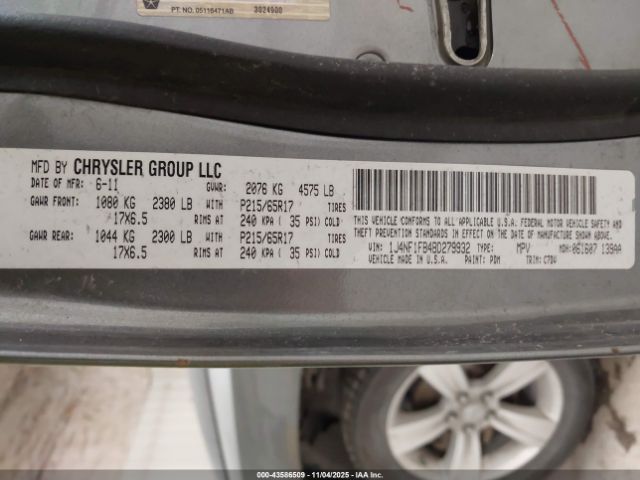 PT. NO. 05116471AB 3024900
MFD BY CHRYSLER GROUP LLC
DATE OF MFR: 6-11 GVWR: 2076 KG 4575 LB
GAWR FRONT: 1080 KG 2380 LB WITH P215/65R17 TIRES
17X6.5 RIMS AT 240 KPA ( 35 PSI) COLD
GAWR REAR: 1044 KG 2300 LB WITH P215/65R17 TIRES
17X6.5 RIMS AT 240 KPA ( 35 PSI) COLD
THIS VEHICLE CONFORMS TO ALL APPLICABLE U.S.A. FEDERAL MOTOR VEHICLE SAFETY AND
THEFT PREVENTION STANDARDS IN EFFECT ON THE DATE OF MANUFACTURE SHOWN ABOVE.
VIN: 1J4NF1FB4BD279932 TYPE: MPV MDH: 061607 139AA
VEHICLE MADE IN U.S.A. PAINT: PDM TRIM: C7DV
000-43586509 - 11/04/2025 - IAA Inc.